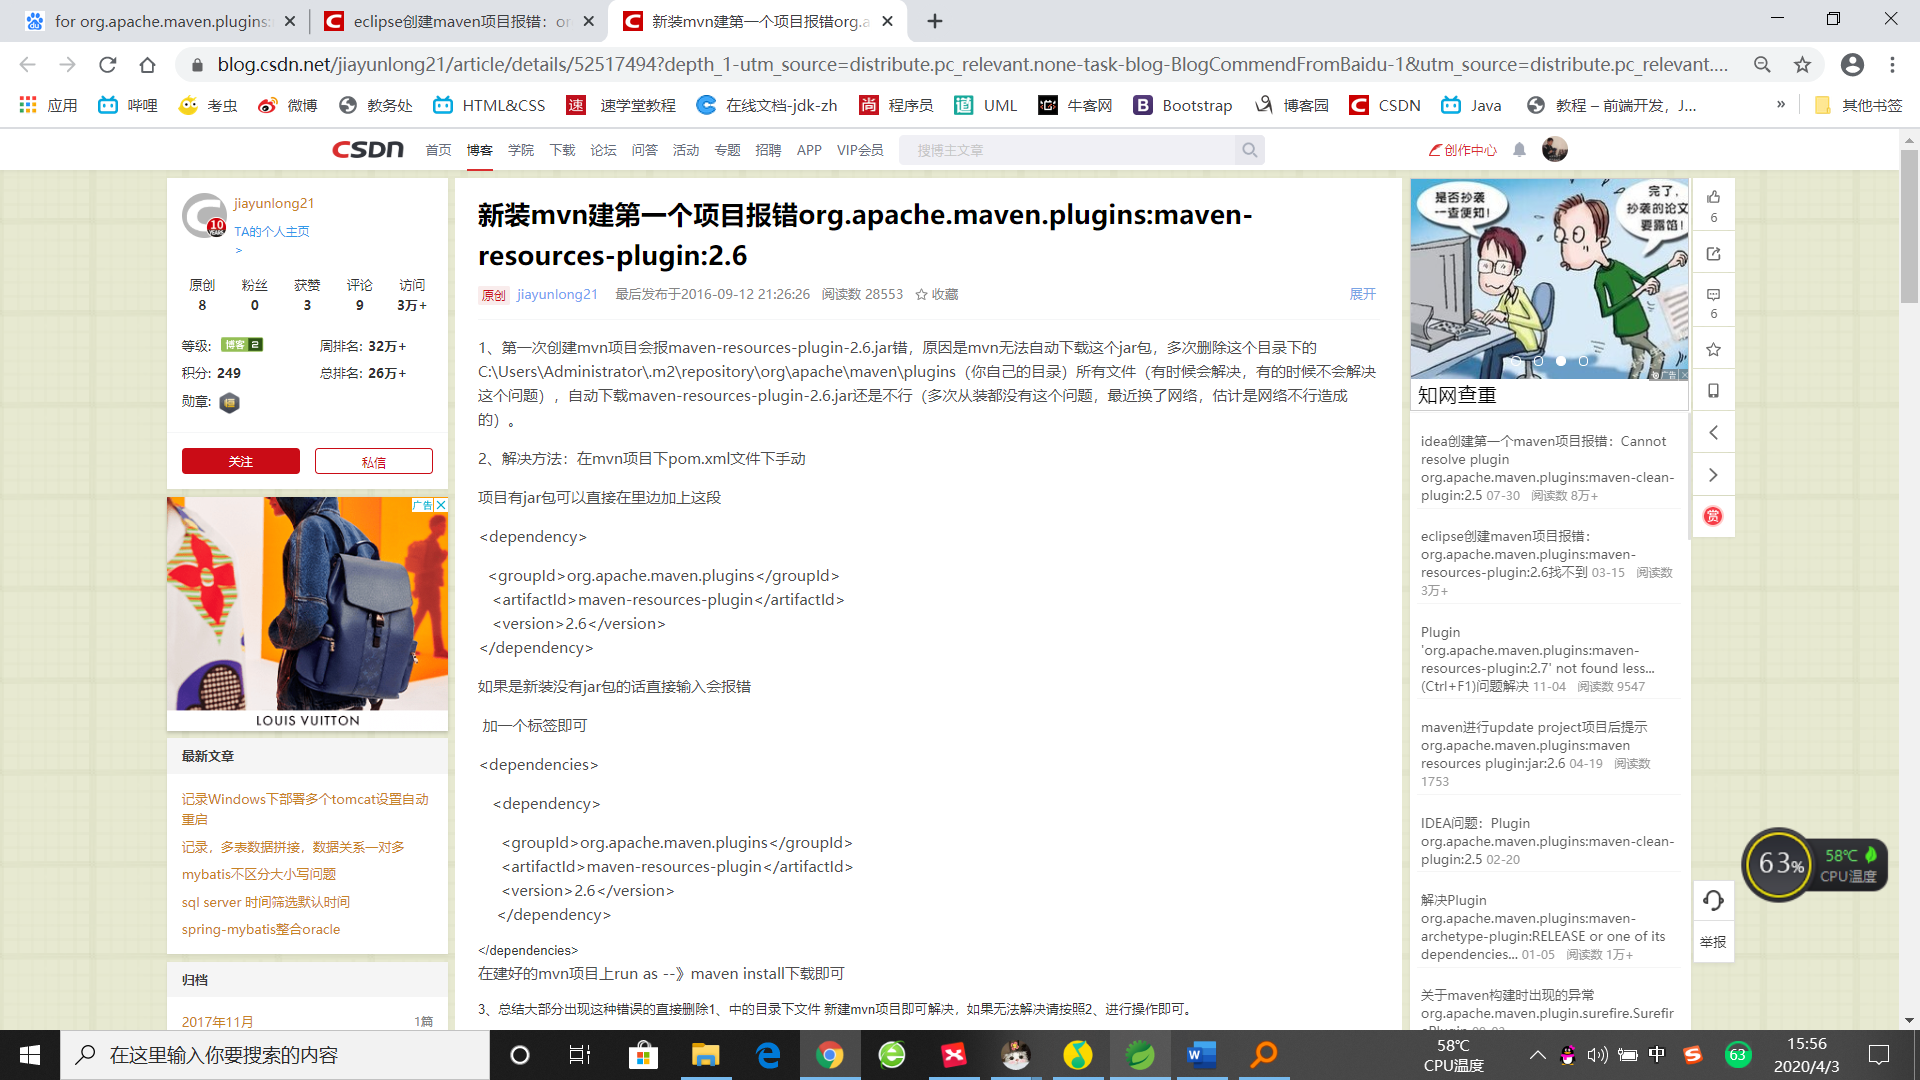 for org.apache.maven.plugins:
eclipse创建maven项目报错：or
新装mvn建第一个项目报错org.a
blog.csdn.net/jiayunlong21/article/details/52517494?depth_1-utm_source=distribute.pc_relevant.none-task-blog-BlogCommendFromBaidu-1&utm_source=distribute.pc_relevant....
应用 哔哩 考虫 微博 教务处 HTML&CSS 速学堂教程 在线文档-jdk-zh 程序员 UML 牛客网 Bootstrap 博客园 CSDN Java 教程 – 前端开发，J... » 其他书签
CSDN 首页 博客 学院 下载 论坛 问答 活动 专题 招聘 APP VIP会员 搜博主文章 创作中心
jiayunlong21
TA的个人主页
>
原创 粉丝 获赞 评论 访问
8 0 3 9 3万+
等级: 博客 2 周排名: 32万+
积分: 249 总排名: 26万+
勋章:
关注 私信
广告
LOUIS VUITTON
最新文章
记录Windows下部署多个tomcat设置自动
重启
记录，多表数据拼接，数据关系一对多
mybatis不区分大小写问题
sql server 时间筛选默认时间
spring-mybatis整合oracle
归档
2017年11月 1篇
新装mvn建第一个项目报错org.apache.maven.plugins:maven-
resources-plugin:2.6
原创 jiayunlong21 最后发布于2016-09-12 21:26:26 阅读数 28553 收藏 展开
1、第一次创建mvn项目会报maven-resources-plugin-2.6.jar错，原因是mvn无法自动下载这个jar包，多次删除这个目录下的
C:\Users\Administrator\.m2\repository\org\apache\maven\plugins（你自己的目录）所有文件（有时候会解决，有的时候不会解决
这个问题），自动下载maven-resources-plugin-2.6.jar还是不行（多次从装都没有这个问题，最近换了网络，估计是网络不行造成
的）。
2、解决方法：在mvn项目下pom.xml文件下手动
项目有jar包可以直接在里边加上这段
<dependency>
<groupId>org.apache.maven.plugins</groupId>
<artifactId>maven-resources-plugin</artifactId>
<version>2.6</version>
</dependency>
如果是新装没有jar包的话直接输入会报错
加一个标签即可
<dependencies>
<dependency>
<groupId>org.apache.maven.plugins</groupId>
<artifactId>maven-resources-plugin</artifactId>
<version>2.6</version>
</dependency>
</dependencies>
在建好的mvn项目上run as --》maven install下载即可
3、总结大部分出现这种错误的直接删除1、中的目录下文件 新建mvn项目即可解决，如果无法解决请按照2、进行操作即可。
是否抄袭
一查便知!
完了，
抄袭的论文
要露馅!
广告
知网查重
idea创建第一个maven项目报错：Cannot
resolve plugin
org.apache.maven.plugins:maven-clean-
plugin:2.5 07-30 阅读数 8万+
eclipse创建maven项目报错：
org.apache.maven.plugins:maven-
resources-plugin:2.6找不到 03-15 阅读数
3万+
Plugin
'org.apache.maven.plugins:maven-
resources-plugin:2.7' not found less...
(Ctrl+F1)问题解决 11-04 阅读数 9547
maven进行update project项目后提示
org.apache.maven.plugins:maven
resources plugin:jar:2.6 04-19 阅读数
1753
IDEA问题：Plugin
org.apache.maven.plugins:maven-clean-
plugin:2.5 02-20
解决Plugin
org.apache.maven.plugins:maven-
archetype-plugin:RELEASE or one of its
dependencies... 01-05 阅读数 1万+
关于maven构建时出现的异常
org.apache.maven.plugin.surefire.Surefir
6
6
赏
举报
63% 58℃
CPU温度
在这里输入你要搜索的内容
58℃
CPU温度
中
63
15:56
2020/4/3